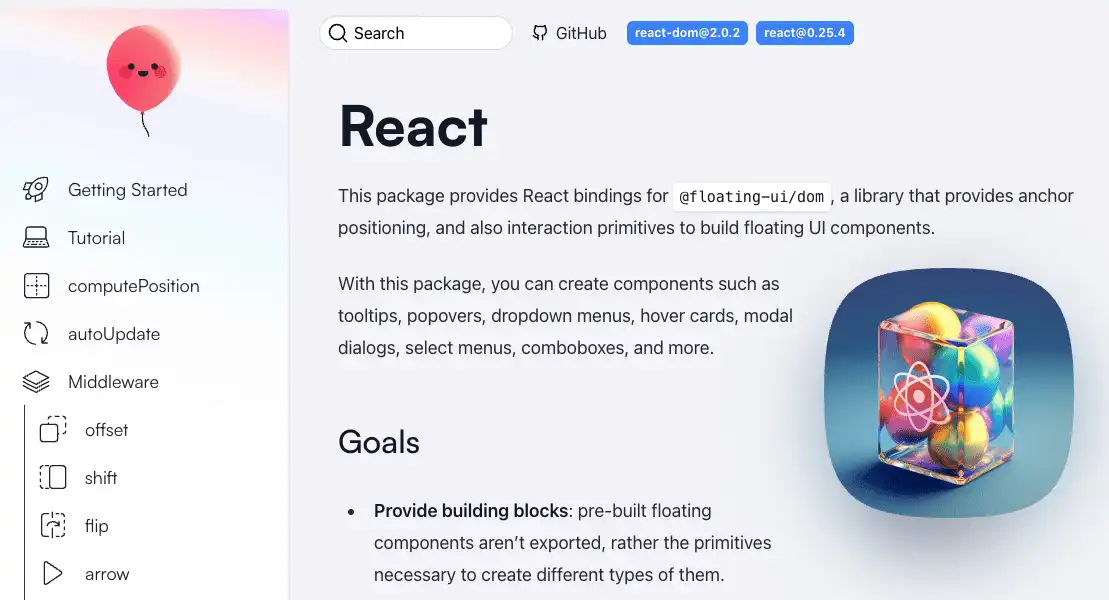 Search
GitHub
react-dom@2.0.2
react@0.25.4
Getting Started
Tutorial
computePosition
autoUpdate
Middleware
offset
shift
flip
arrow
React
This package provides React bindings for @floating-ui/dom, a library that provides anchor
positioning, and also interaction primitives to build floating UI components.
With this package, you can create components such as
tooltips, popovers, dropdown menus, hover cards, modal
dialogs, select menus, comboboxes, and more.
Goals
• Provide building blocks: pre-built floating
components aren’t exported, rather the primitives
necessary to create different types of them.